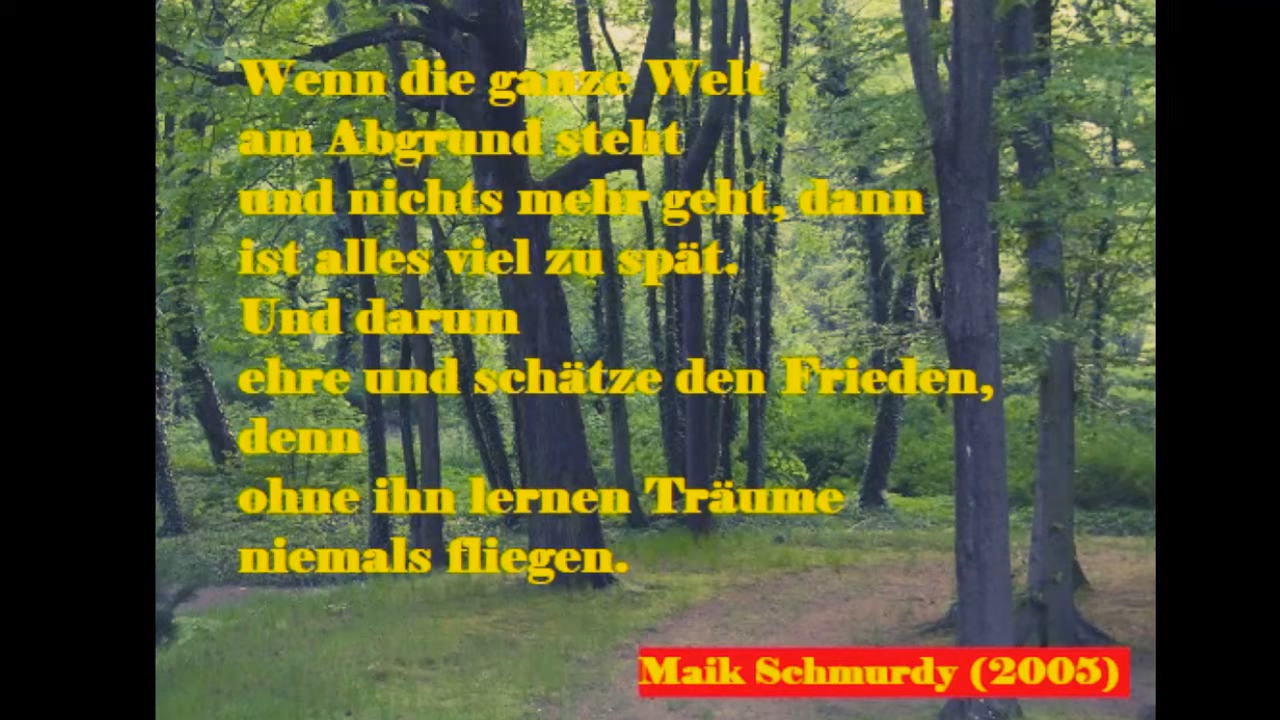 Wenn die ganze Welt
am Abgrund steht
und nichts mehr geht, dann
ist alles viel zu spät.
Und darum
ehre und schätze den Frieden,
denn
ohne ihn lernen Träume
niemals fliegen.
Maik Schmurdy (2005)